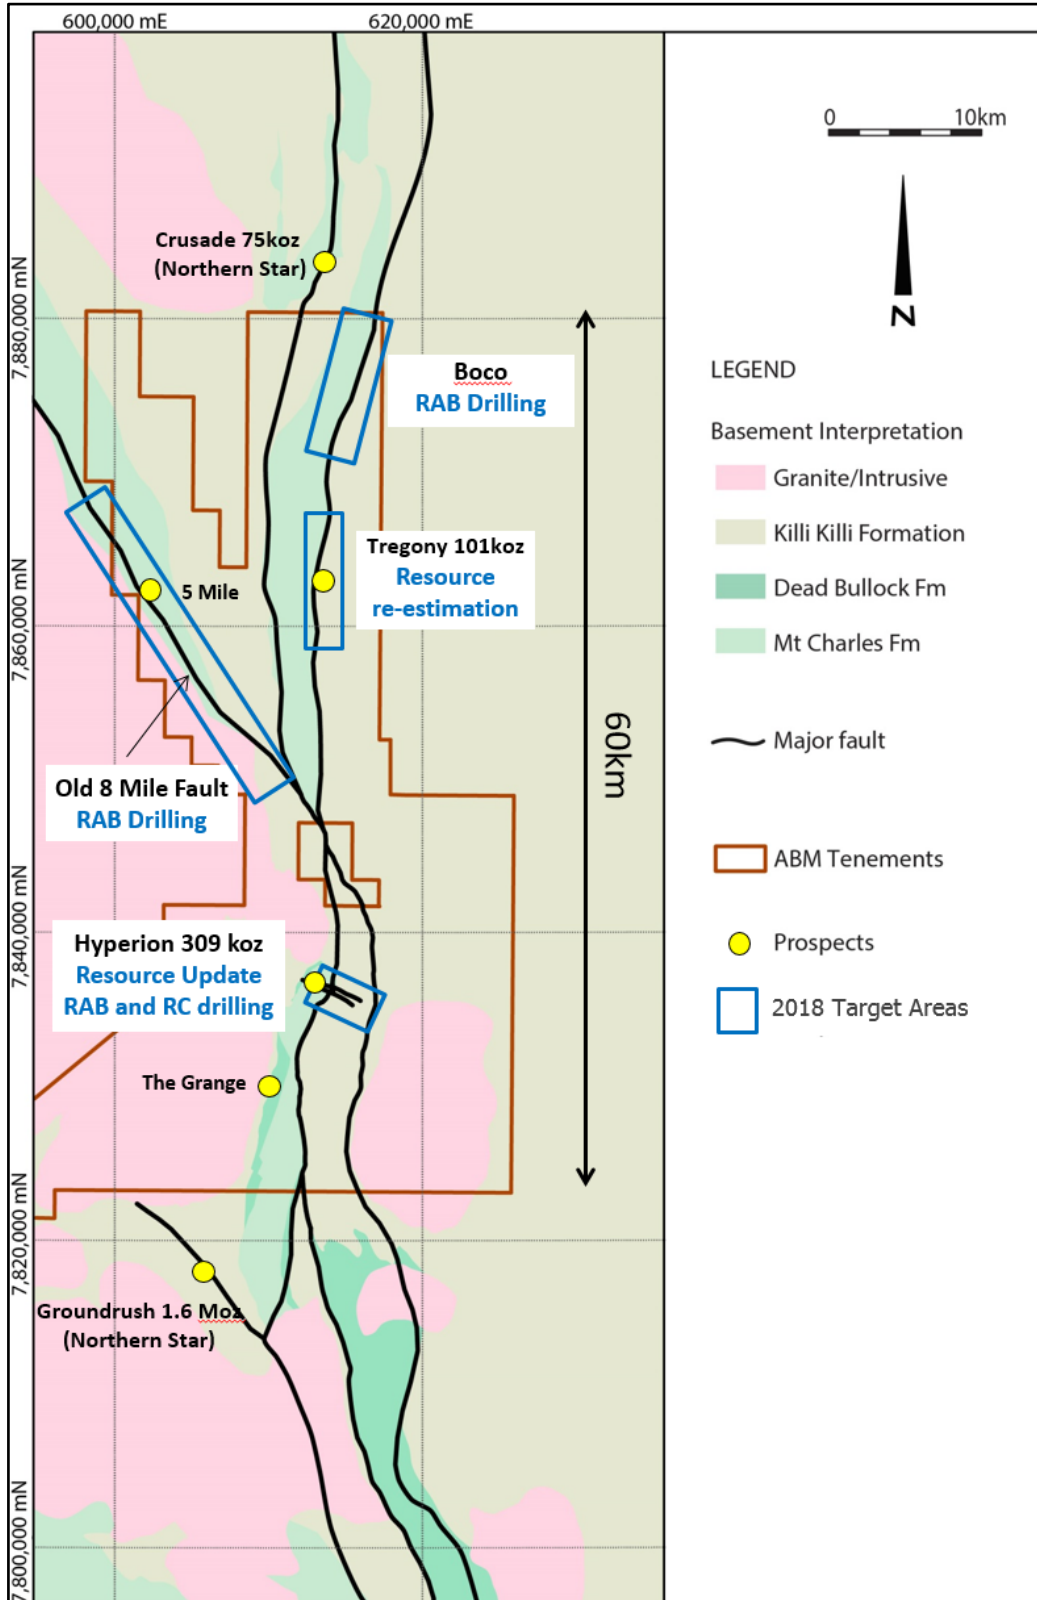 600,000 mE
620,000 mE
0
10km
Crusade 75koz
(Northern Star)
N
7,880,000 mN
Boco
RAB Drilling
LEGEND
Basement Interpretation
Granite/Intrusive
Killi Killi Formation
Dead Bullock Fm
Mt Charles Fm
Major fault
ABM Tenements
Prospects
2018 Target Areas
Tregony 101koz
Resource
re-estimation
5 Mile
7,860,000 mN
60km
Old 8 Mile Fault
RAB Drilling
7,840,000 mN
Hyperion 309 koz
Resource Update
RAB and RC drilling
The Grange
7,820,000 mN
Groundrush 1.6 Moz
(Northern Star)
7,800,000 mN